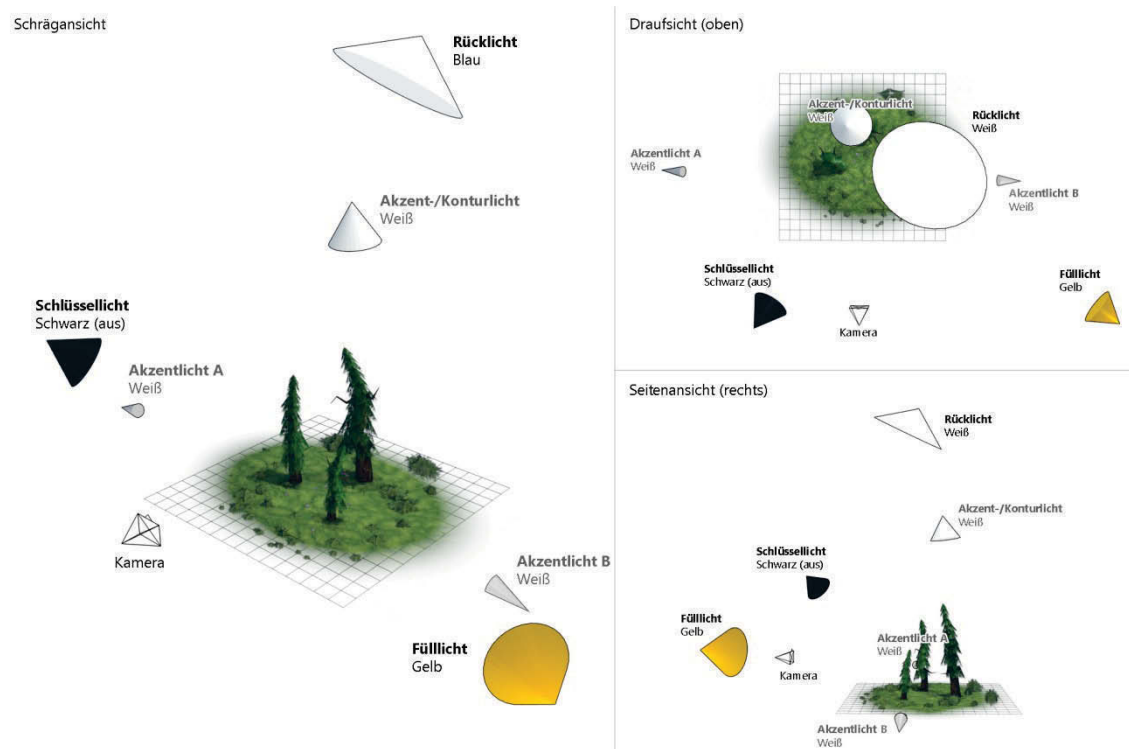 Schrägansicht
Rücklicht
Blau
Akzent-/Konturlicht
Weiß
Schlüssellicht
Schwarz (aus)
Akzentlicht A
Weiß
Kamera
Akzentlicht B
Weiß
Fülllicht
Gelb
Draufsicht (oben)
Akzent-/Konturlicht
Weiß
Rücklicht
Weiß
Akzentlicht A
Weiß
Akzentlicht B
Weiß
Schlüssellicht
Schwarz (aus)
Fülllicht
Gelb
Kamera
Seitenansicht (rechts)
Rücklicht
Weiß
Akzent-/Konturlicht
Weiß
Schlüssellicht
Schwarz (aus)
Fülllicht
Gelb
Akzentlicht A
Weiß
Kamera
Akzentlicht B
Weiß